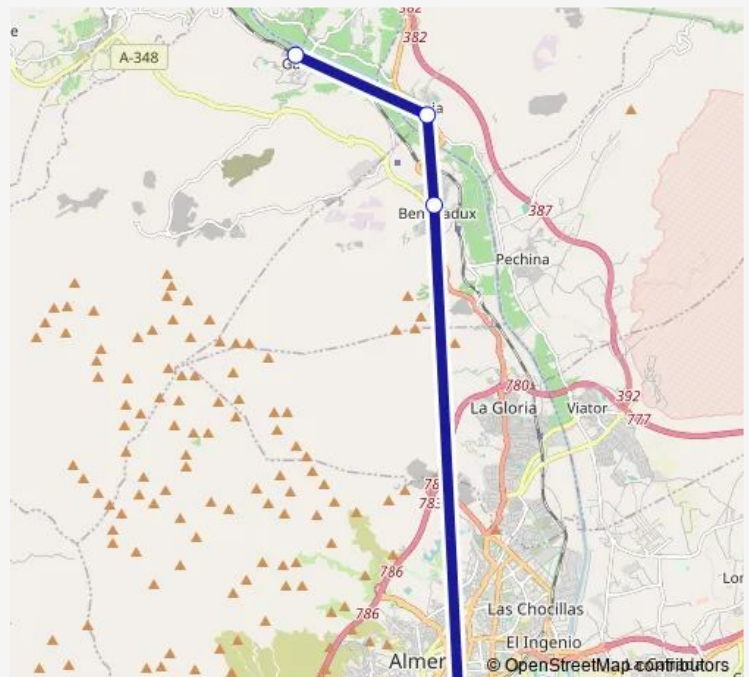 382
382
e
A-348
387
Pechina
780
392
La Gloria
Viator
777
786
786
Las Chocillas
El Ingenio
© OpenStreetMap contributors